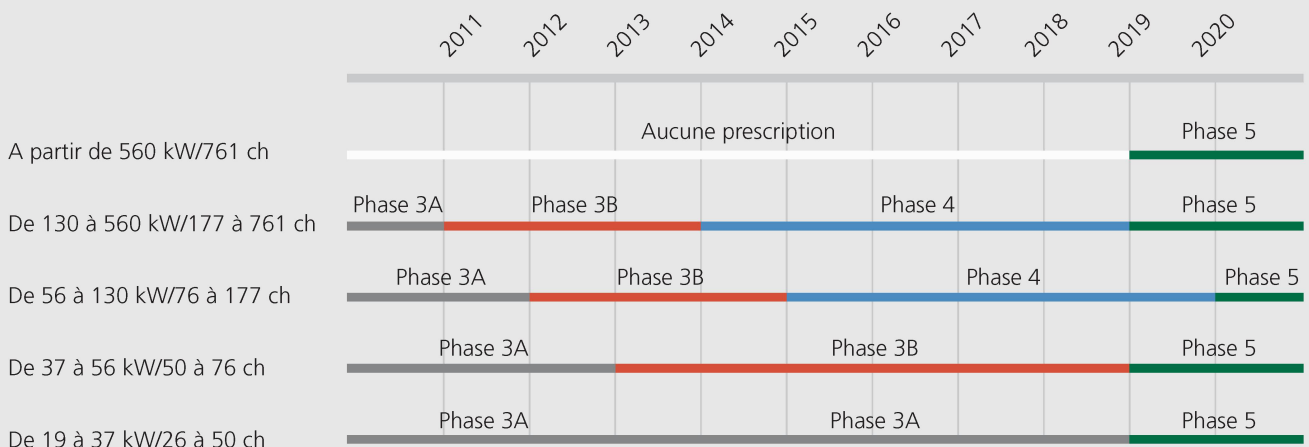 2011 2012 2013 2014 2015 2016 2017 2018 2019 2020
Aucune prescription Phase 5
A partir de 560 kW/761 ch
Phase 3A Phase 3B Phase 4 Phase 5
De 130 à 560 kW/177 à 761 ch
Phase 3A Phase 3B Phase 4 Phase 5
De 56 à 130 kW/76 à 177 ch
Phase 3A Phase 3B Phase 5
De 37 à 56 kW/50 à 76 ch
Phase 3A Phase 3A Phase 5
De 19 à 37 kW/26 à 50 ch